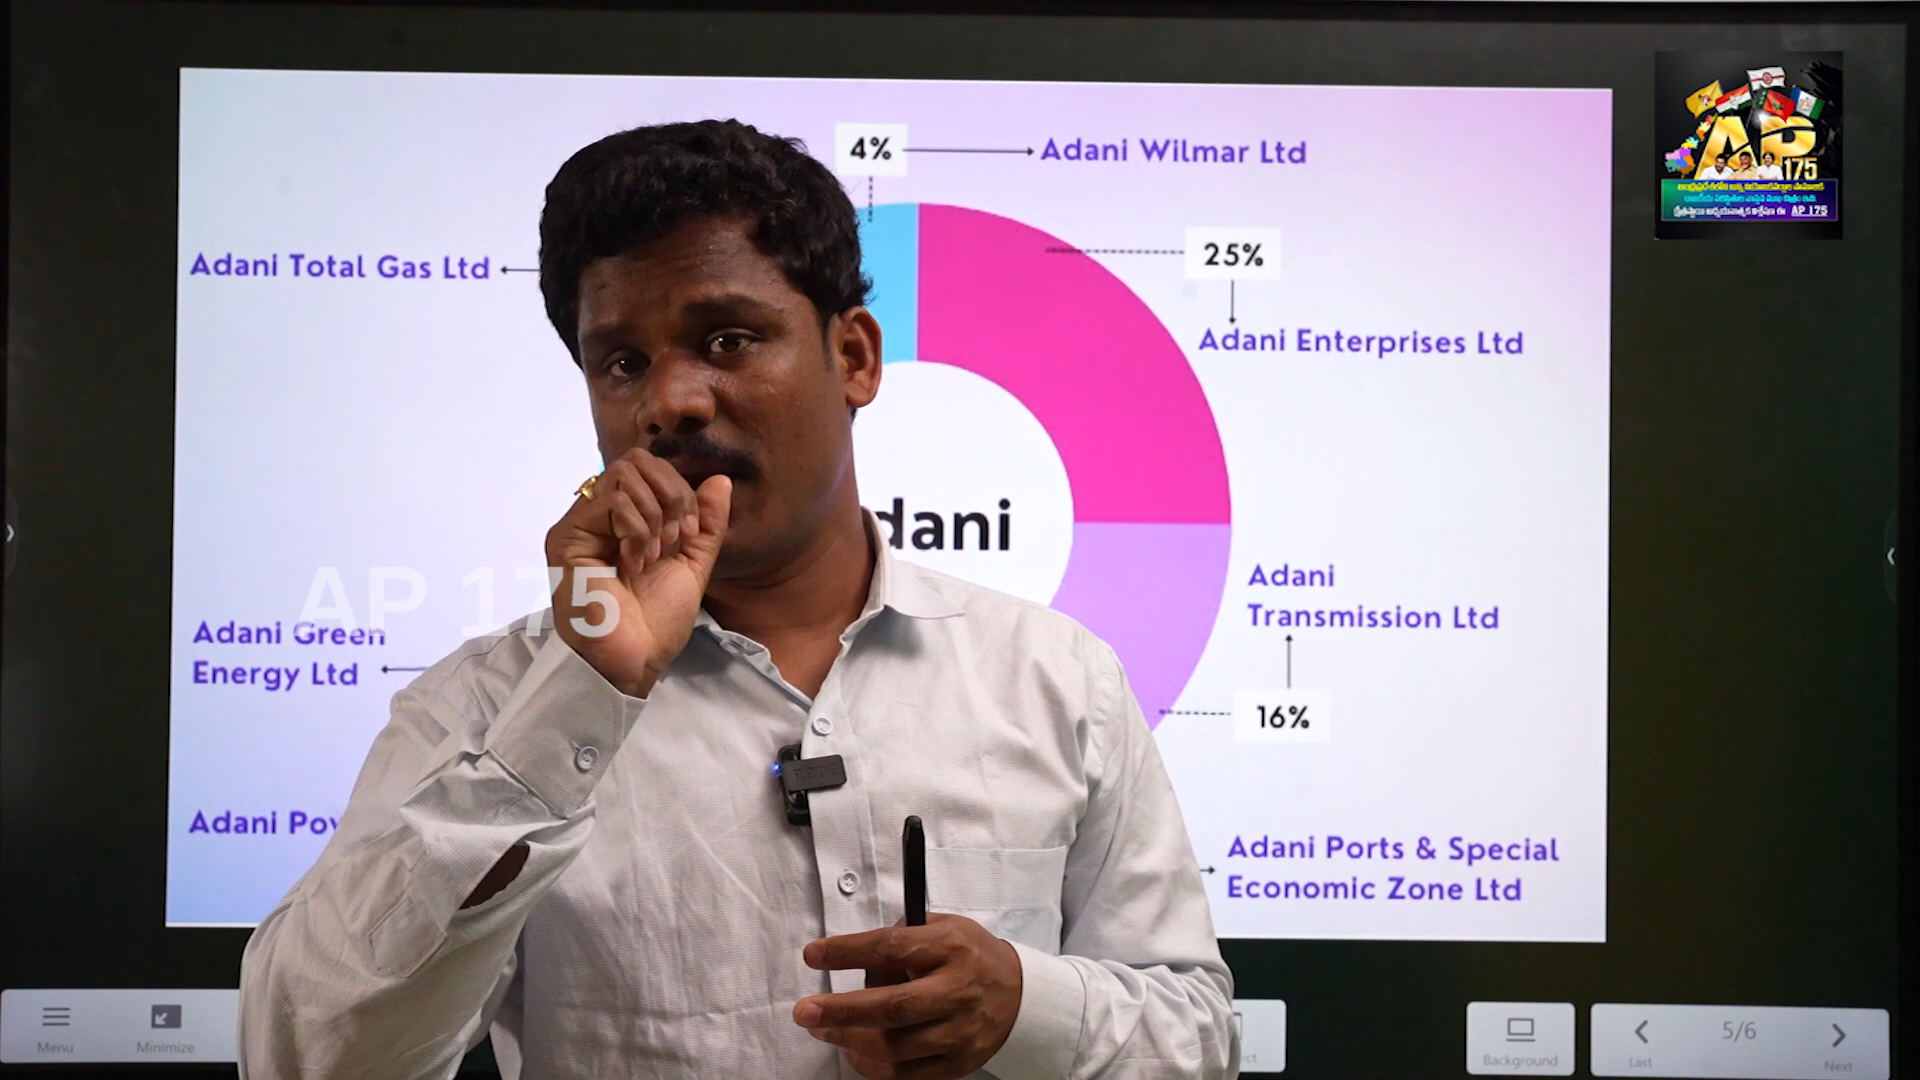 4%
Adani Wilmar Ltd
Adani Total Gas Ltd
25%
Adani Enterprises Ltd
dani
Adani
Transmission Ltd
16%
AP 175
Adani Green
Energy Ltd
Adani Pow
Adani Ports & Special
Economic Zone Ltd
AP
175
AP 175
RØDE
Menu
Minimize
Background
Last
5/6
Next